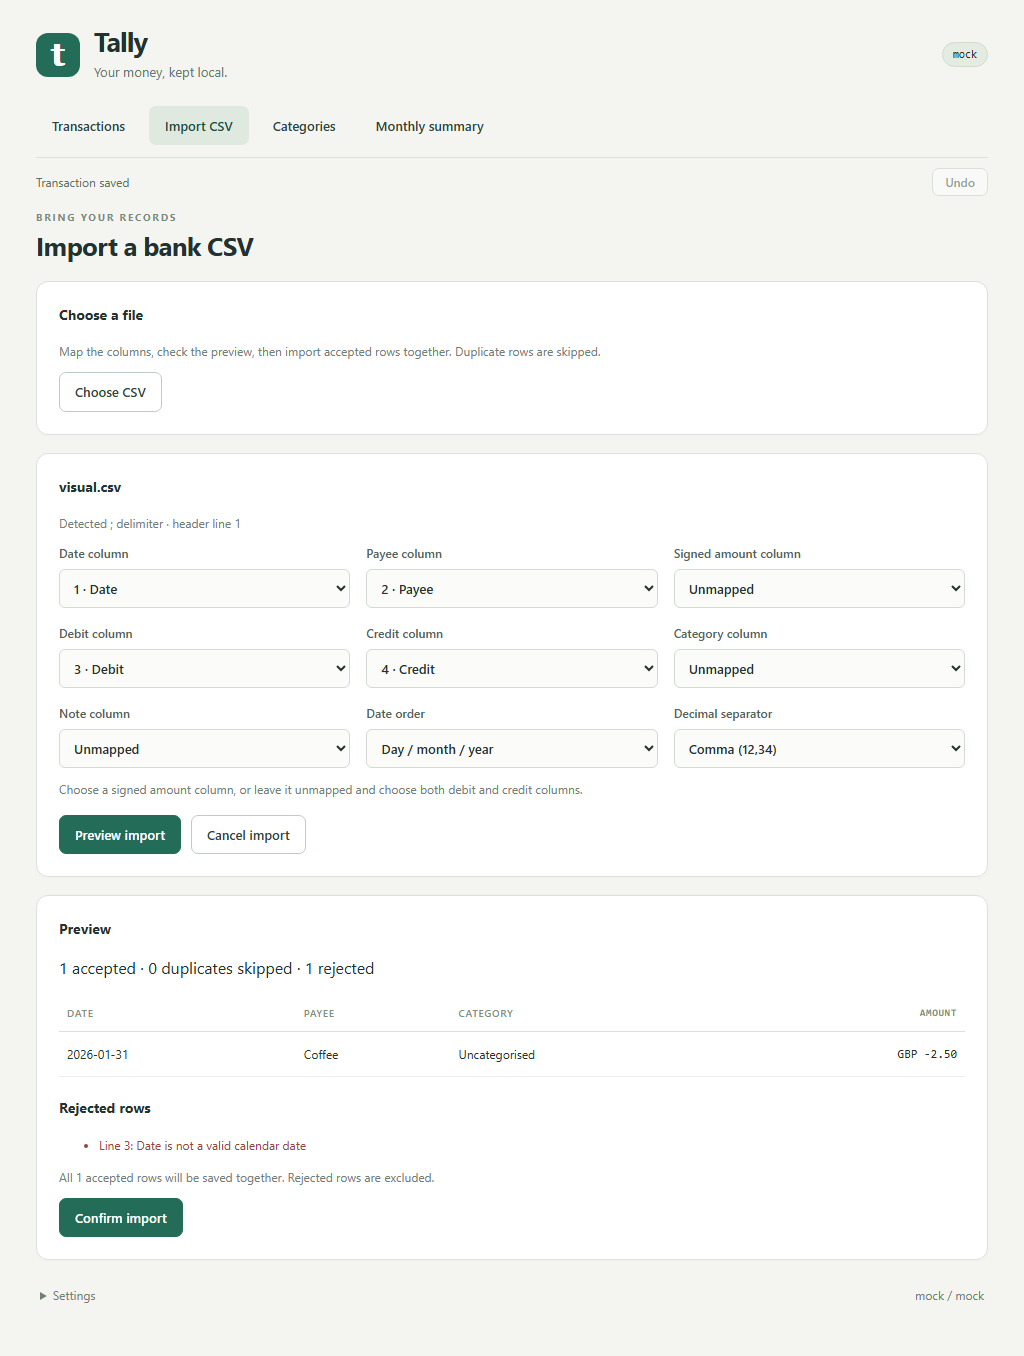 t
Tally
Your money, kept local.
mock
Transactions Import CSV Categories Monthly summary
Transaction saved Undo
BRING YOUR RECORDS
Import a bank CSV
Choose a file
Map the columns, check the preview, then import accepted rows together. Duplicate rows are skipped.
Choose CSV
visual.csv
Detected ; delimiter · header line 1
Date column Payee column Signed amount column
1 · Date 2 · Payee Unmapped
Debit column Credit column Category column
3 · Debit 4 · Credit Unmapped
Note column Date order Decimal separator
Unmapped Day / month / year Comma (12,34)
Choose a signed amount column, or leave it unmapped and choose both debit and credit columns.
Preview import Cancel import
Preview
1 accepted · 0 duplicates skipped · 1 rejected
DATE PAYEE CATEGORY AMOUNT
2026-01-31 Coffee Uncategorised GBP -2.50
Rejected rows
• Line 3: Date is not a valid calendar date
All 1 accepted rows will be saved together. Rejected rows are excluded.
Confirm import
Settings mock / mock